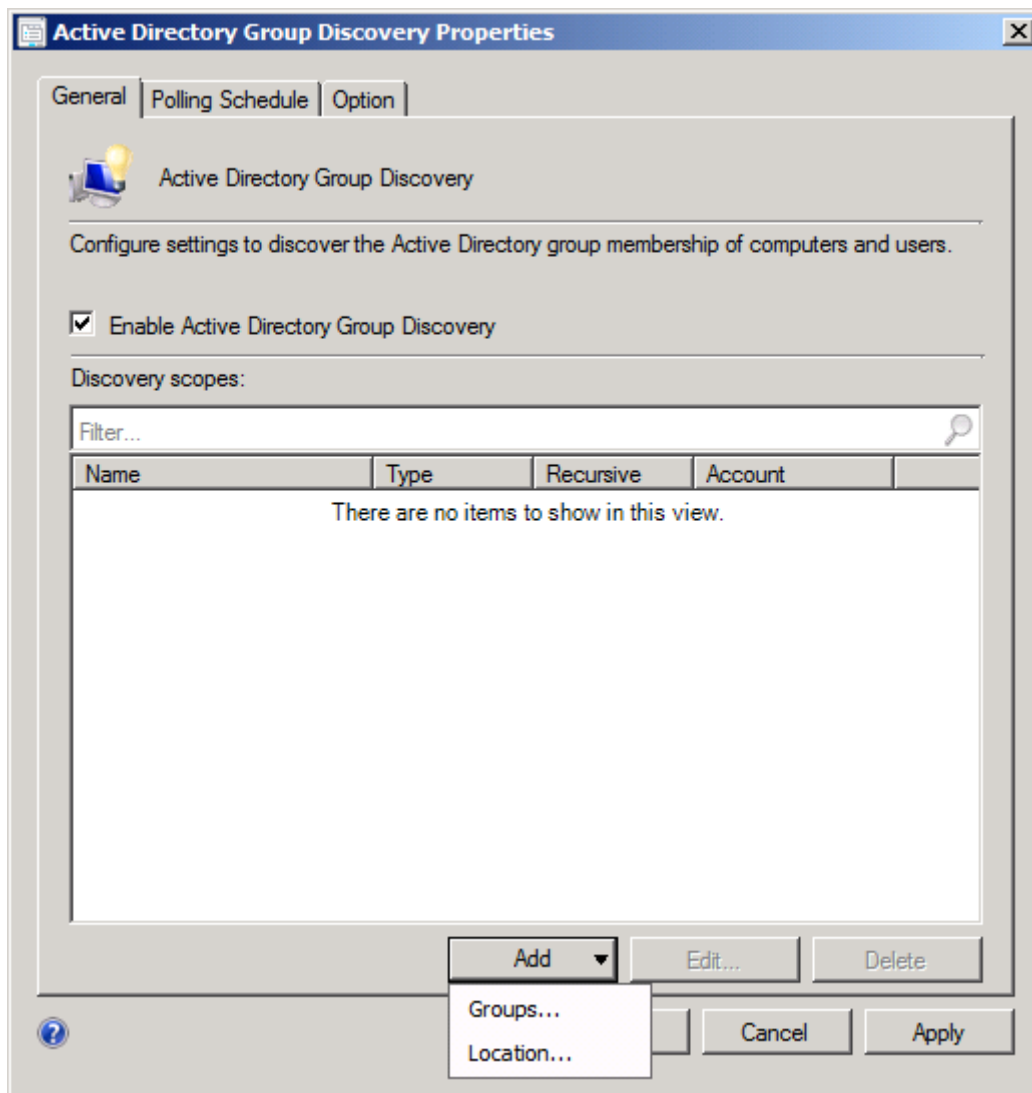 Active Directory Group Discovery Properties
General Polling Schedule Option
Active Directory Group Discovery
Configure settings to discover the Active Directory group membership of computers and users.
Enable Active Directory Group Discovery
Discovery scopes:
Filter...
Name Type Recursive Account
There are no items to show in this view.
Add Edit... Delete
Groups...
Location...
Cancel Apply